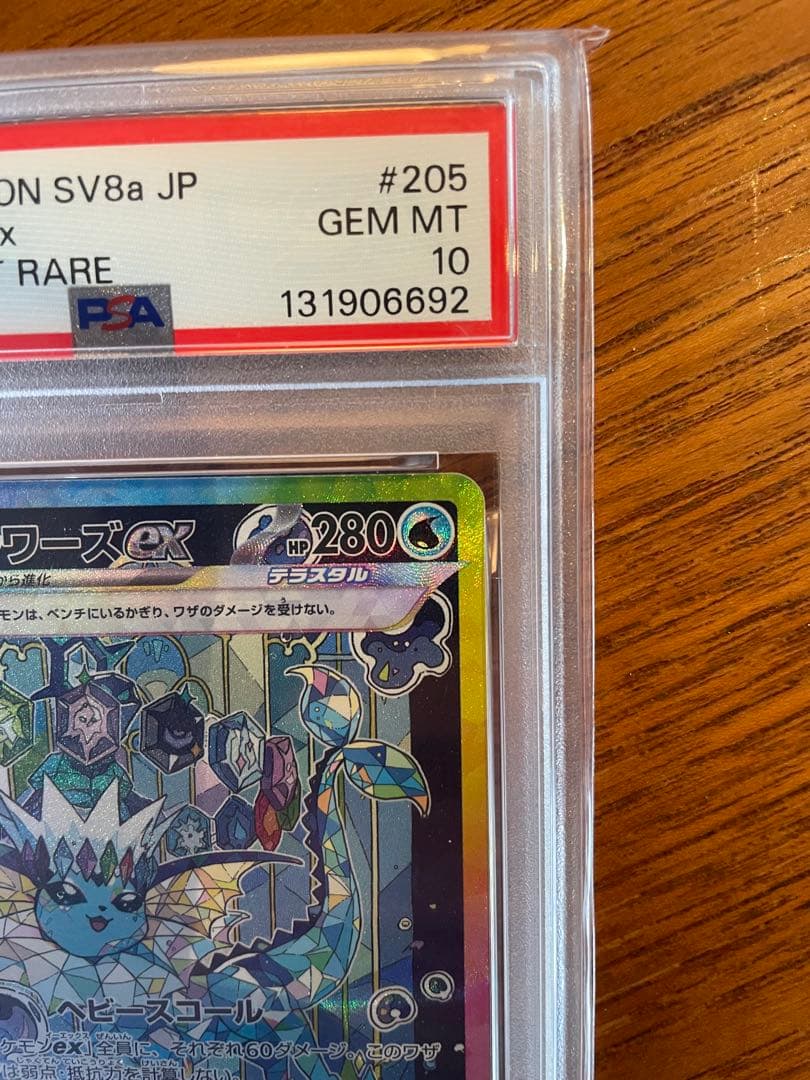 ON SV8a JP #205
x GEM MT
T RARE 10
PSA 131906692
ワーズex HP280
から進化 テラスタル
モンは、ベンチにいるかぎり、ワザのダメージを受けない。
ヘビースコール
ケモンex」全員に、それぞれ60ダメージ。このワザ
は弱点・抵抗力を計算しない。